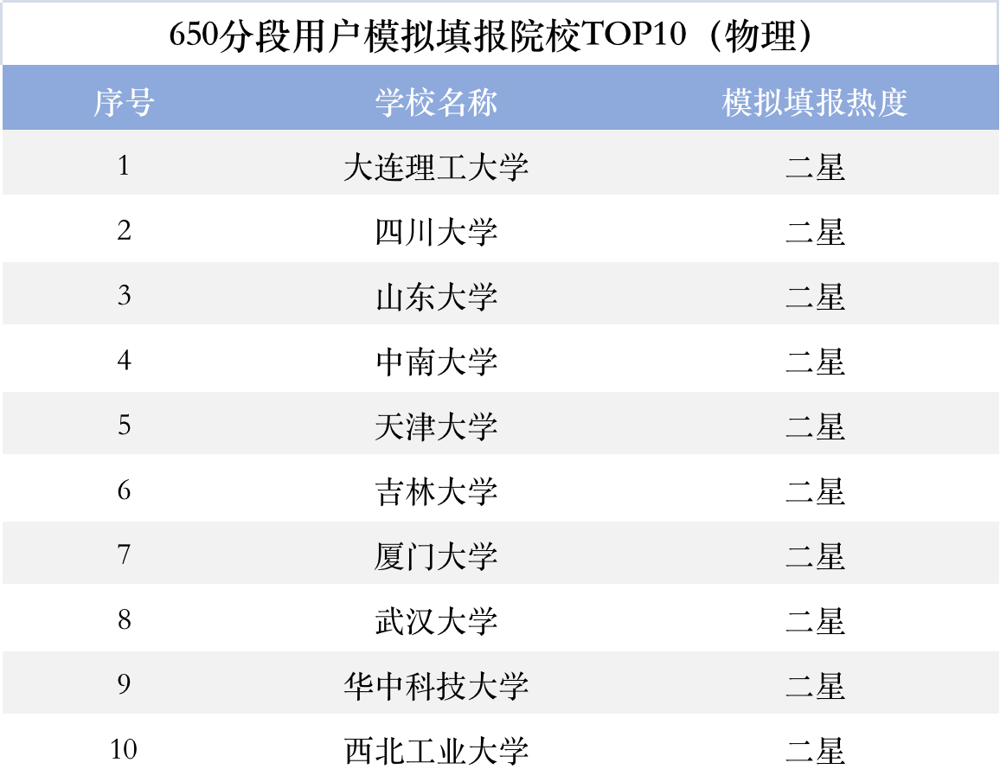 650分段用户模拟填报院校TOP10（物理）
序号 学校名称 模拟填报热度
1 大连理工大学 二星
2 四川大学 二星
3 山东大学 二星
4 中南大学 二星
5 天津大学 二星
6 吉林大学 二星
7 厦门大学 二星
8 武汉大学 二星
9 华中科技大学 二星
10 西北工业大学 二星